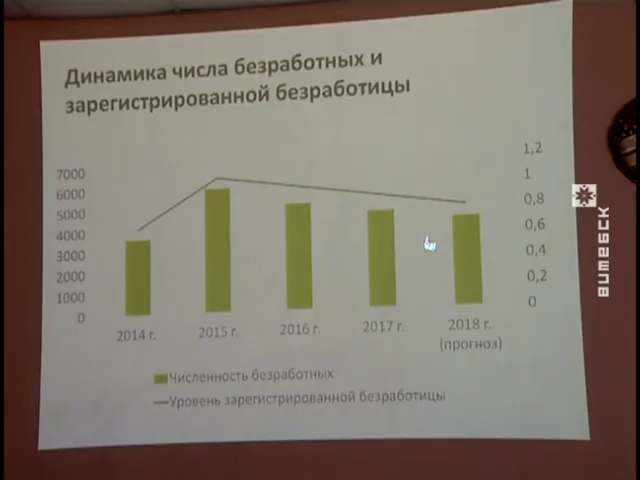 Динамика числа безработных и
зарегистрированной безработицы
7000
6000
5000
4000
3000
2000
1000
0
1,2
1
0,8
0,6
0,4
0,2
0
2014 г.
2015 г.
2016 г.
2017 г.
2018 г.
(прогноз)
Численность безработных
Уровень зарегистрированной безработицы
ВИТЕБСК